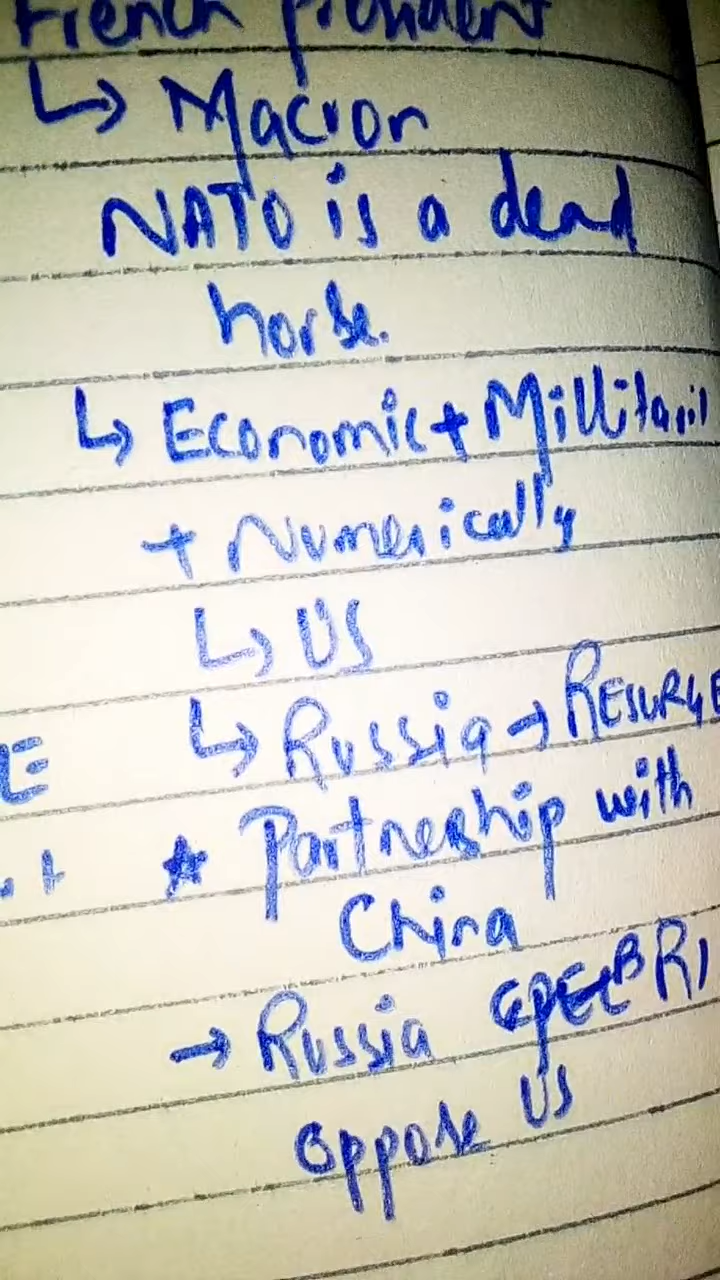 French president
↳ Macron
NATO is a dead
horse.
↳ Economic + Millitaril
+ Numerically
↳ US
↳ Russia → RESURGE
★ Partnership with
China
→ Russia BRI
oppose US